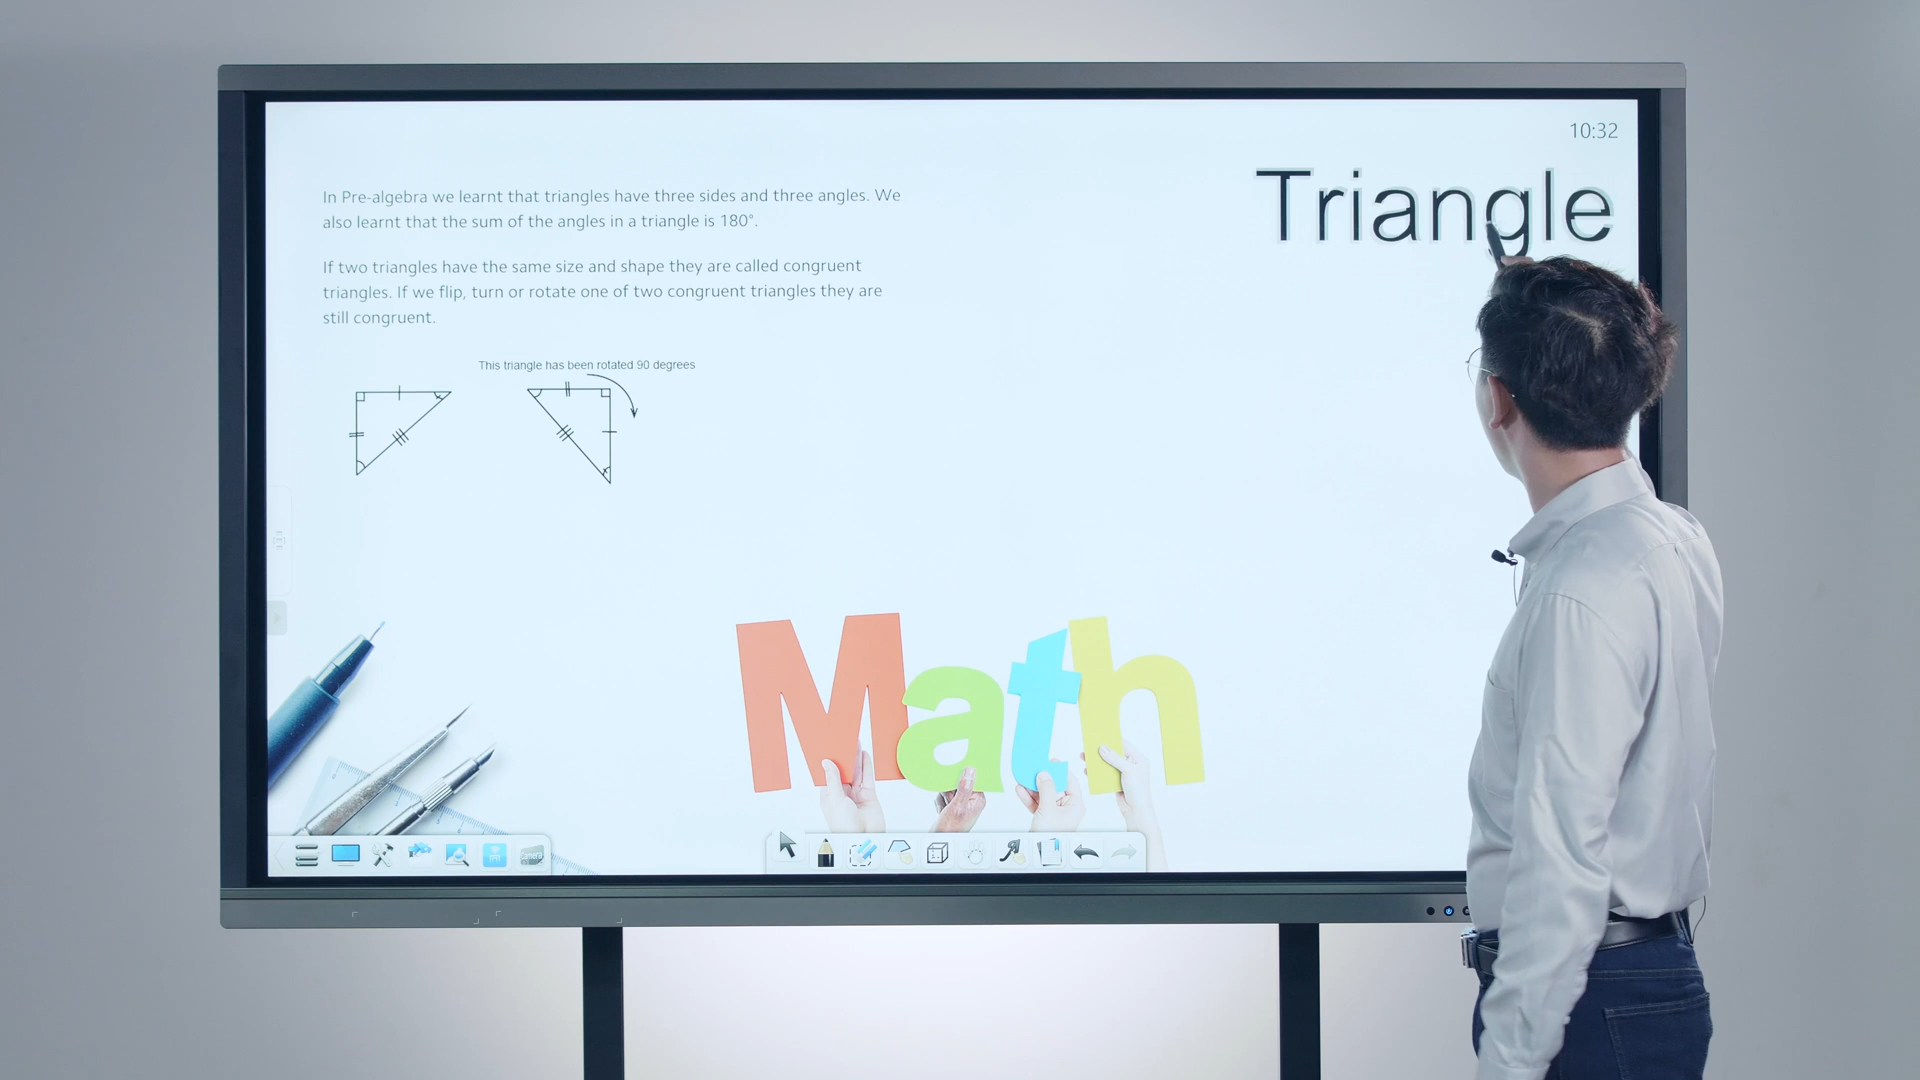 10:32
Triangle
In Pre-algebra we learnt that triangles have three sides and three angles. We
also learnt that the sum of the angles in a triangle is 180°.
If two triangles have the same size and shape they are called congruent
triangles. If we flip, turn or rotate one of two congruent triangles they are
still congruent.
This triangle has been rotated 90 degrees
Math